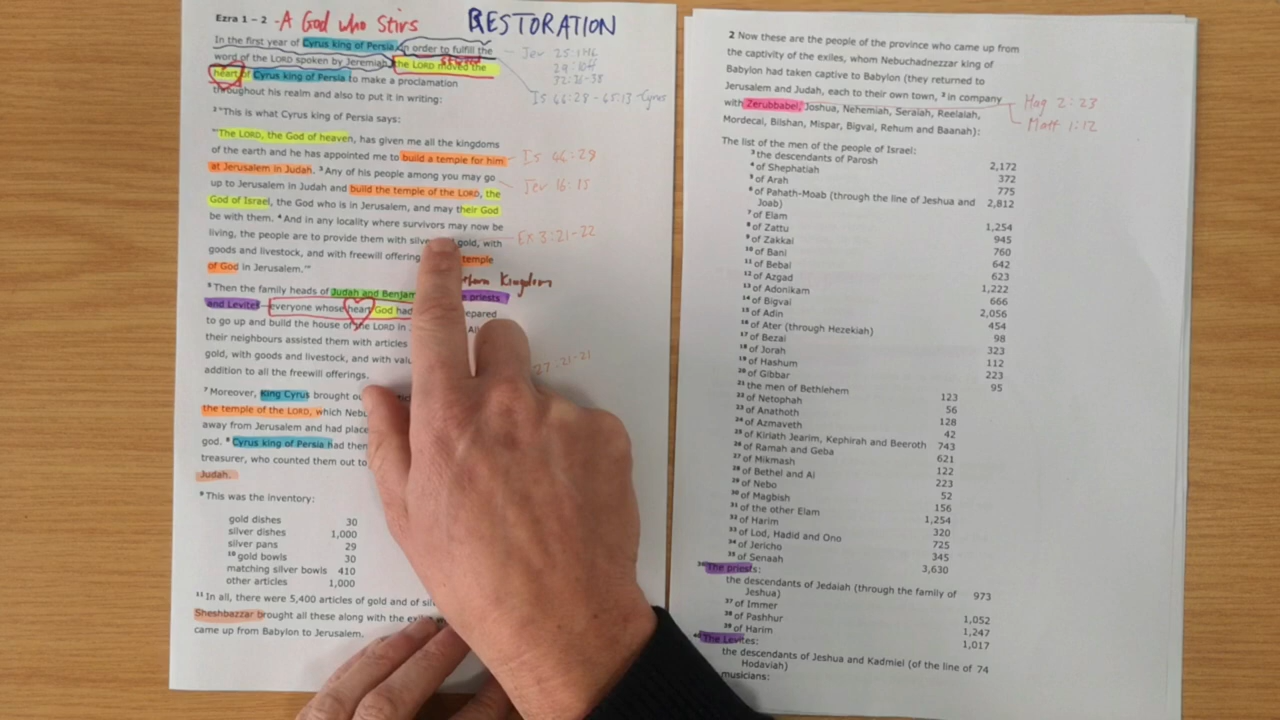 Ezra 1 – 2 - A God who Stirs RESTORATION
In the first year of Cyrus king of Persia, in order to fulfill the
word of the LORD spoken by Jeremiah, the LORD moved the
stirred
heart of Cyrus king of Persia to make a proclamation
throughout his realm and also to put it in writing:
Jer 25:1
29:10
32:36-38
Cyrus
2 "This is what Cyrus king of Persia says:
"'The LORD, the God of heaven, has given me all the kingdoms
of the earth and he has appointed me to build a temple for him
at Jerusalem in Judah. 3 Any of his people among you may go
up to Jerusalem in Judah and build the temple of the LORD, the
God of Israel, the God who is in Jerusalem, and may their God
be with them. 4 And in any locality where survivors may now be
living, the people are to provide them with silver gold, with
goods and livestock, and with freewill offering temple
of God in Jerusalem.'"
Is 44:28
Jer 16:15
Ex 3:21-22
Kingdom
5 Then the family heads of Judah and Benjam priests
and Levites—everyone whose heart God had epared
to go up and build the house of the LORD in J Al
their neighbours assisted them with articles
gold, with goods and livestock, and with val
addition to all the freewill offerings.
27:21-21
7 Moreover, King Cyrus brought ou
the temple of the LORD, which Nebu
away from Jerusalem and had place
god. 8 Cyrus king of Persia had then
treasurer, who counted them out to
Judah.
9 This was the inventory:
gold dishes 30
silver dishes 1,000
silver pans 29
10 gold bowls 30
matching silver bowls 410
other articles 1,000
11 In all, there were 5,400 articles of gold and of sil
Sheshbazzar brought all these along with the exi
came up from Babylon to Jerusalem.
2 Now these are the people of the province who came up from
the captivity of the exiles, whom Nebuchadnezzar king of
Babylon had taken captive to Babylon (they returned to
Jerusalem and Judah, each to their own town, 2 in company
with Zerubbabel, Joshua, Nehemiah, Seraiah, Reelaiah,
Mordecai, Bilshan, Mispar, Bigvai, Rehum and Baanah):
Hag 2:23
Matt 1:12
The list of the men of the people of Israel:
3 the descendants of Parosh 2,172
4 of Shephatiah 372
5 of Arah 775
6 of Pahath-Moab (through the line of Jeshua and 2,812
Joab)
7 of Elam 1,254
8 of Zattu 945
9 of Zakkai 760
10 of Bani 642
11 of Bebai 623
12 of Azgad 1,222
13 of Adonikam 666
14 of Bigvai 2,056
15 of Adin 454
16 of Ater (through Hezekiah) 98
17 of Bezai 323
18 of Jorah 112
19 of Hashum 223
20 of Gibbar 95
21 the men of Bethlehem 123
22 of Netophah 56
23 of Anathoth 128
24 of Azmaveth 42
25 of Kiriath Jearim, Kephirah and Beeroth 743
26 of Ramah and Geba 621
27 of Mikmash 122
28 of Bethel and Ai 223
29 of Nebo 52
30 of Magbish 156
31 of the other Elam 1,254
32 of Harim 320
33 of Lod, Hadid and Ono 725
34 of Jericho 345
35 of Senaah 3,630
36 The priests:
the descendants of Jedaiah (through the family of 973
Jeshua)
37 of Immer 1,052
38 of Pashhur 1,247
39 of Harim 1,017
40 The Levites:
the descendants of Jeshua and Kadmiel (of the line of 74
Hodaviah)
musicians: